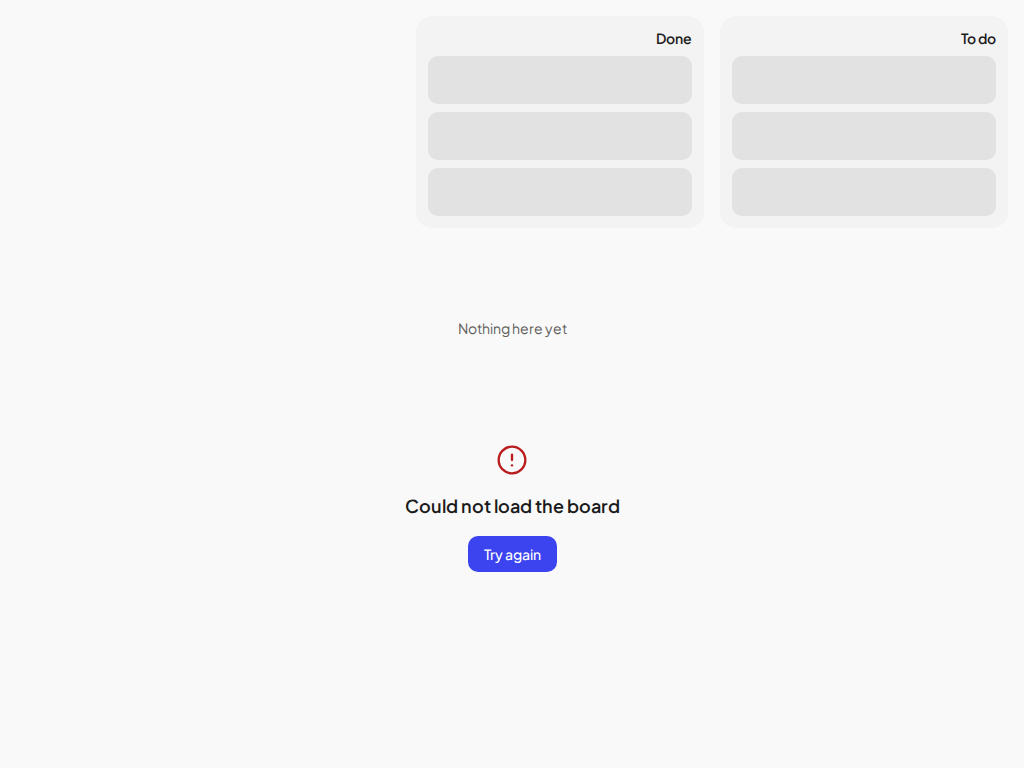 To do
Done
Nothing here yet
Could not load the board
Try again